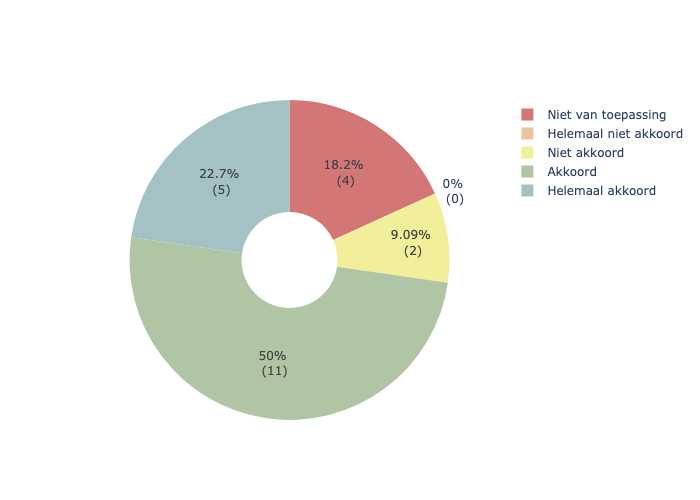 Niet van toepassing
Helemaal niet akkoord
Niet akkoord
Akkoord
Helemaal akkoord
18.2%
(4)
0%
(0)
9.09%
(2)
50%
(11)
22.7%
(5)